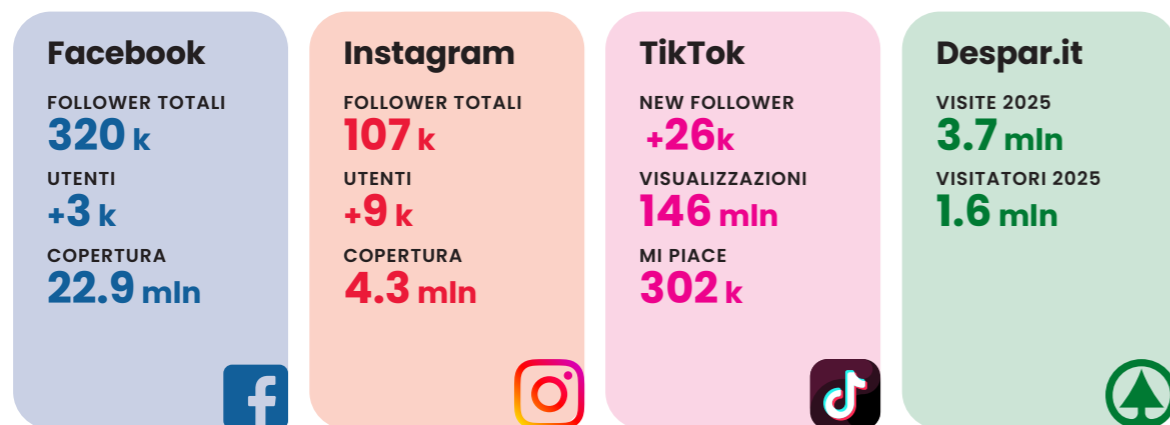 Facebook
FOLLOWER TOTALI
320 k
UTENTI
+3 k
COPERTURA
22.9 mln
Instagram
FOLLOWER TOTALI
107 k
UTENTI
+9 k
COPERTURA
4.3 mln
TikTok
NEW FOLLOWER
+26k
VISUALIZZAZIONI
146 mln
MI PIACE
302 k
Despar.it
VISITE 2025
3.7 mln
VISITATORI 2025
1.6 mln